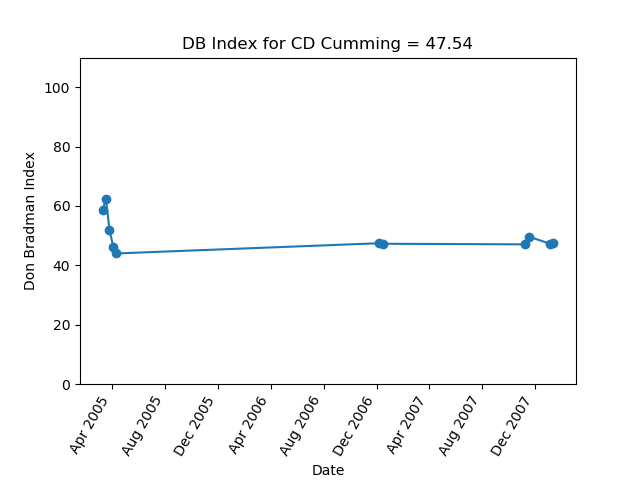 DB Index for CD Cumming = 47.54
100
80
60
40
20
0
Don Bradman Index
Apr 2005
Aug 2005
Dec 2005
Apr 2006
Aug 2006
Dec 2006
Apr 2007
Aug 2007
Dec 2007
Date